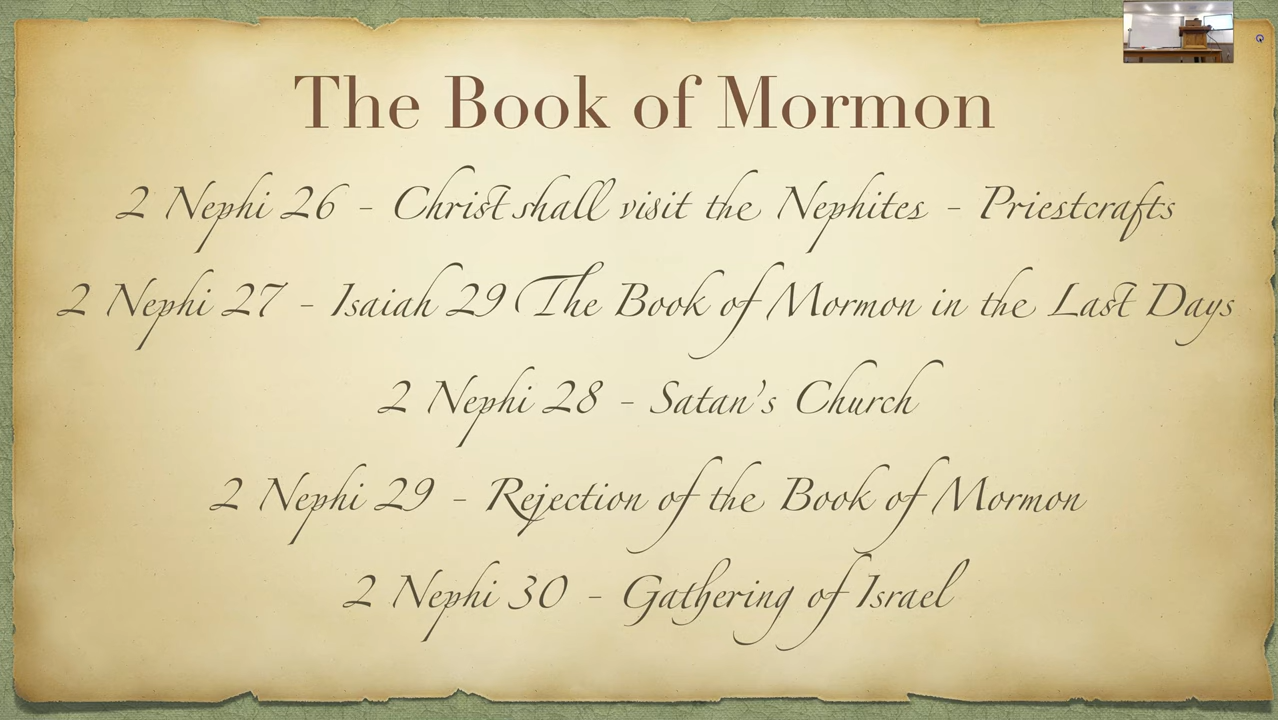 The Book of Mormon
2 Nephi 26 - Christ shall visit the Nephites - Priestcrafts
2 Nephi 27 - Isaiah 29 The Book of Mormon in the Last Days
2 Nephi 28 - Satan's Church
2 Nephi 29 - Rejection of the Book of Mormon
2 Nephi 30 - Gathering of Israel